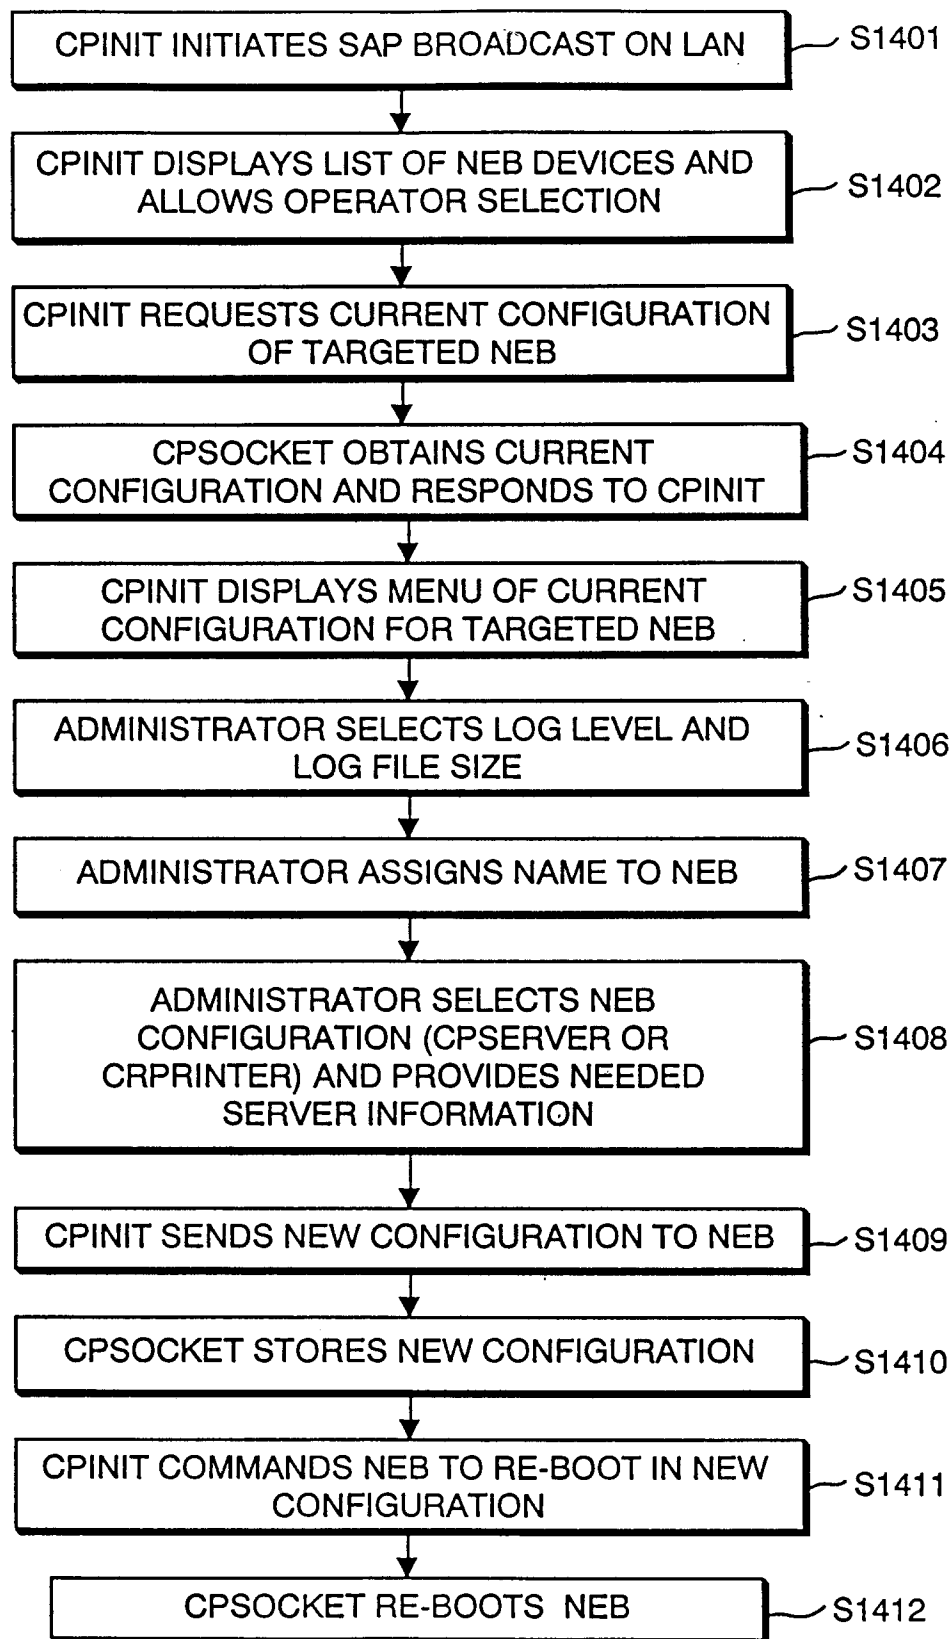 CPINIT INITIATES SAP BROADCAST ON LAN
S1401
CPINIT DISPLAYS LIST OF NEB DEVICES AND
ALLOWS OPERATOR SELECTION
S1402
CPINIT REQUESTS CURRENT CONFIGURATION
OF TARGETED NEB
S1403
CPSOCKET OBTAINS CURRENT
CONFIGURATION AND RESPONDS TO CPINIT
S1404
CPINIT DISPLAYS MENU OF CURRENT
CONFIGURATION FOR TARGETED NEB
S1405
ADMINISTRATOR SELECTS LOG LEVEL AND
LOG FILE SIZE
S1406
ADMINISTRATOR ASSIGNS NAME TO NEB
S1407
ADMINISTRATOR SELECTS NEB
CONFIGURATION (CPSERVER OR
CRPRINTER) AND PROVIDES NEEDED
SERVER INFORMATION
S1408
CPINIT SENDS NEW CONFIGURATION TO NEB
S1409
CPSOCKET STORES NEW CONFIGURATION
S1410
CPINIT COMMANDS NEB TO RE-BOOT IN NEW
CONFIGURATION
S1411
CPSOCKET RE-BOOTS NEB
S1412